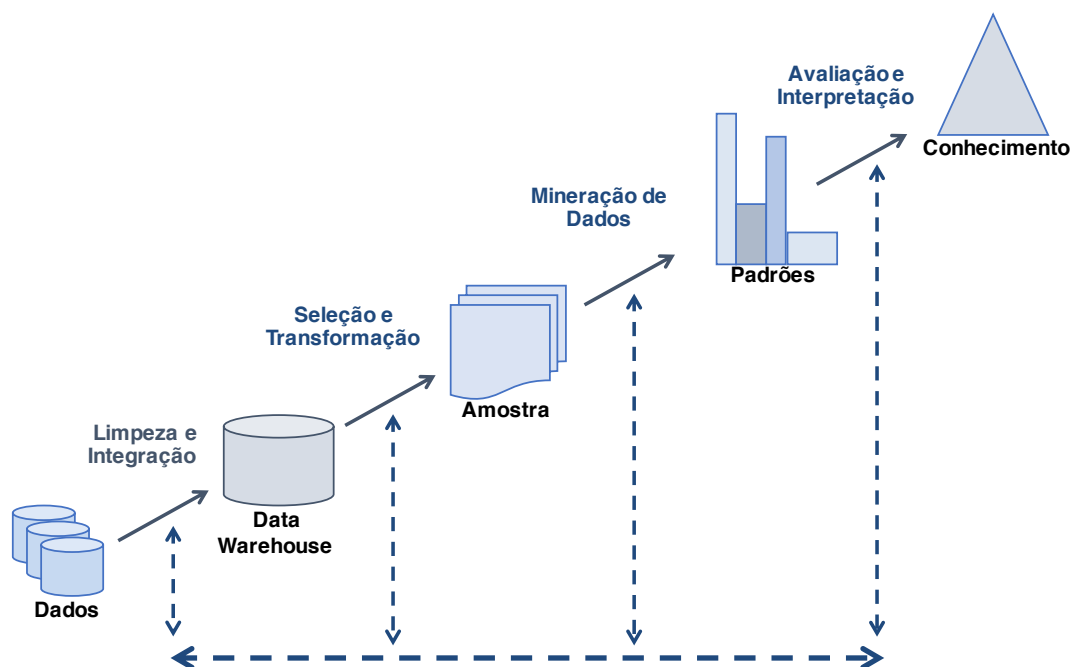 Avaliação e
Interpretação
Conhecimento
Mineração de
Dados
Padrões
Seleção e
Transformação
Amostra
Limpeza e
Integração
Data
Warehouse
Dados